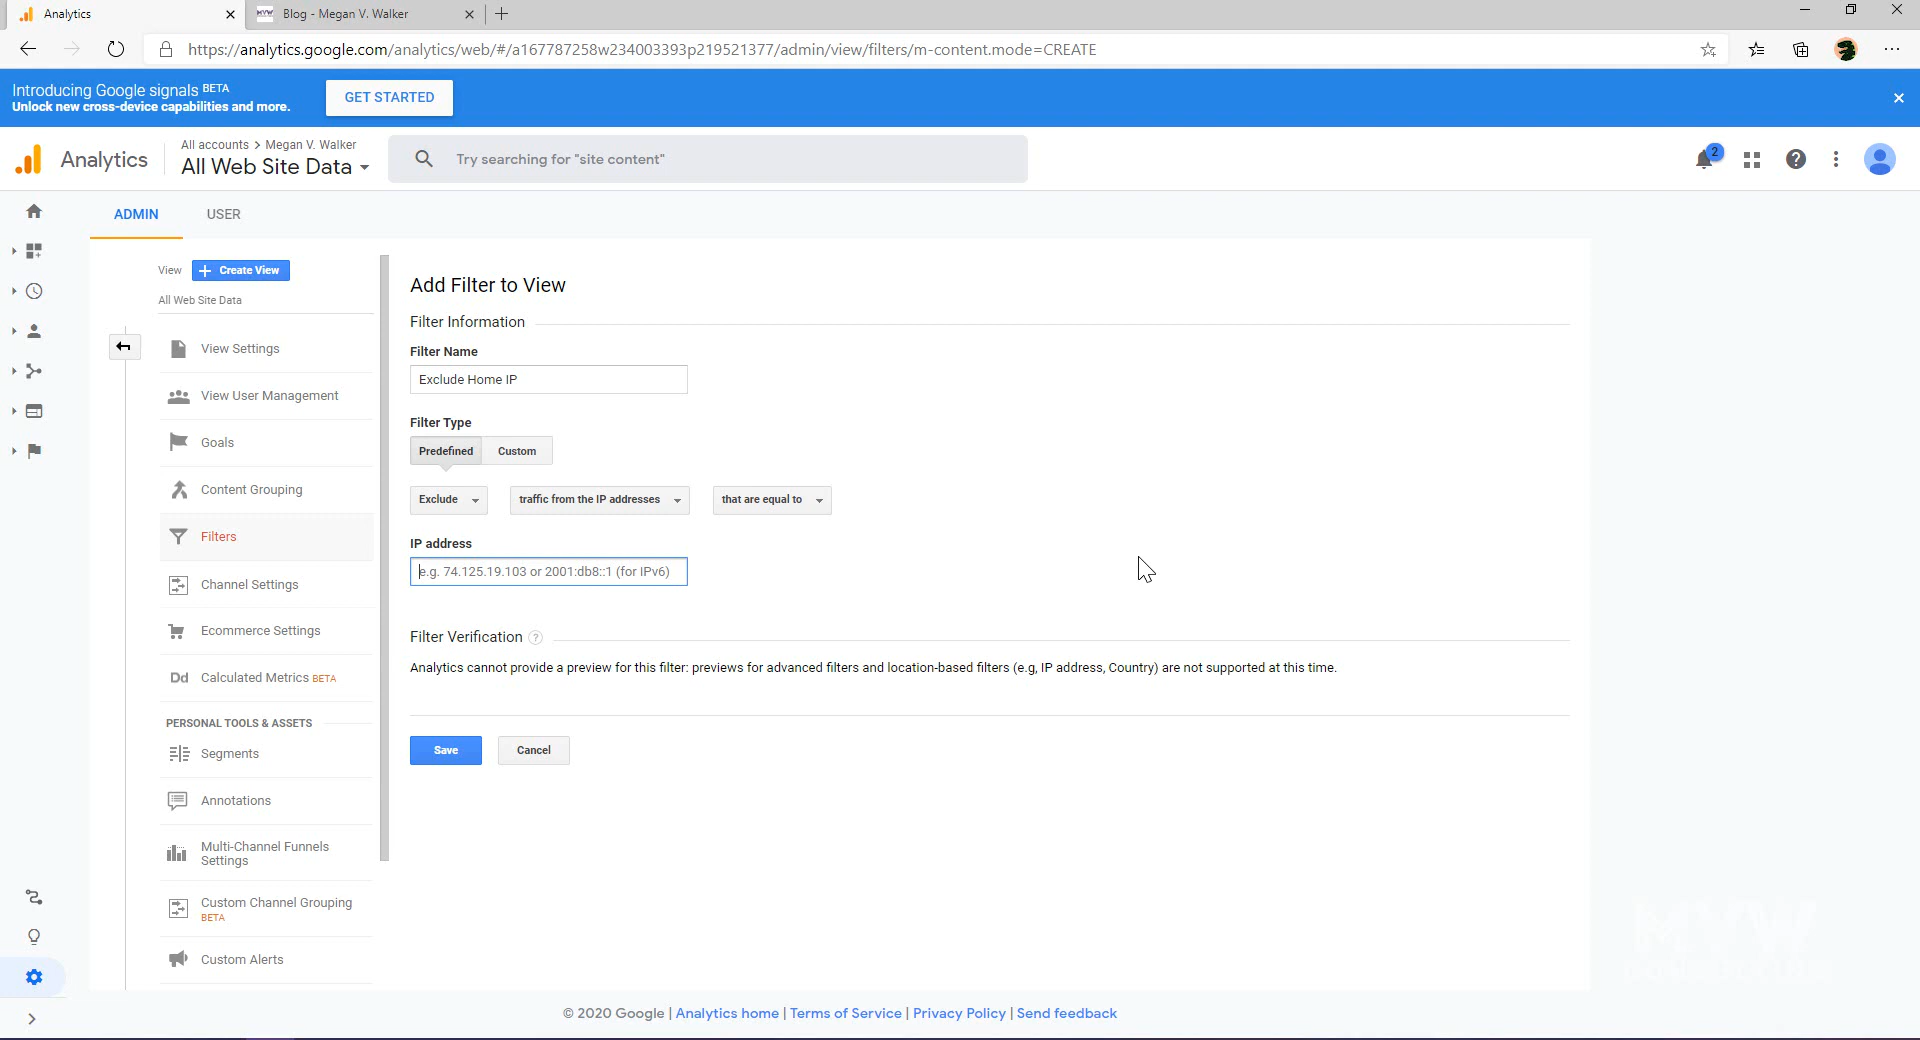 Analytics
Blog - Megan V. Walker
https://analytics.google.com/analytics/web/#/a167787258w234003393p219521377/admin/view/filters/m-content.mode=CREATE
Introducing Google signals BETA
Unlock new cross-device capabilities and more.
GET STARTED
Analytics
All accounts > Megan V. Walker
All Web Site Data
Try searching for "site content"
2
ADMIN
USER
View
Create View
All Web Site Data
View Settings
View User Management
Goals
Content Grouping
Filters
Channel Settings
Ecommerce Settings
Dd Calculated Metrics BETA
PERSONAL TOOLS & ASSETS
Segments
Annotations
Multi-Channel Funnels
Settings
Custom Channel Grouping
BETA
Custom Alerts
Add Filter to View
Filter Information
Filter Name
Exclude Home IP
Filter Type
Predefined
Custom
Exclude
traffic from the IP addresses
that are equal to
IP address
e.g. 74.125.19.103 or 2001:db8::1 (for IPv6)
Filter Verification ?
Analytics cannot provide a preview for this filter: previews for advanced filters and location-based filters (e.g, IP address, Country) are not supported at this time.
Save
Cancel
© 2020 Google | Analytics home | Terms of Service | Privacy Policy | Send feedback